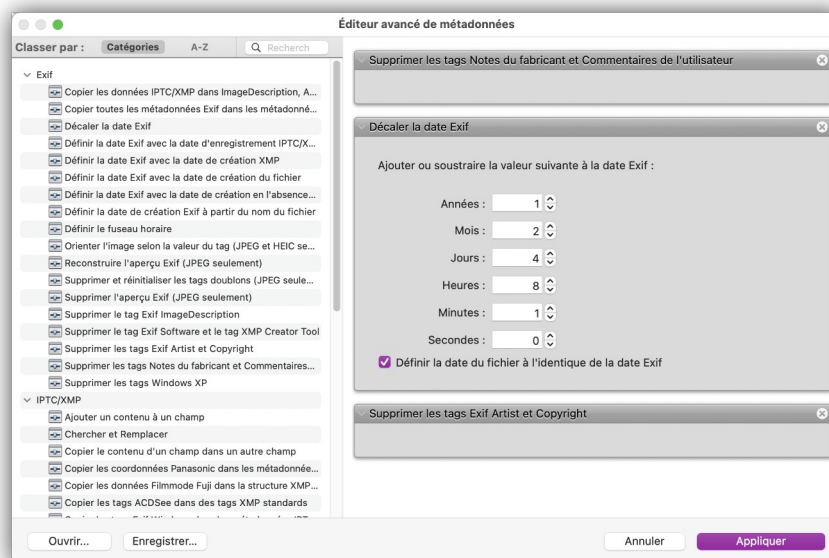 Éditeur avancé de métadonnées
Classer par : Catégories A-Z Recherch
Exif
Copier les données IPTC/XMP dans ImageDescription, A...
Copier toutes les métadonnées Exif dans les métadonné...
Décaler la date Exif
Définir la date Exif avec la date d'enregistrement IPTC/X...
Définir la date Exif avec la date de création XMP
Définir la date Exif avec la date de création du fichier
Définir la date Exif avec la date de création en l'absence...
Définir la date de création Exif à partir du nom du fichier
Définir le fuseau horaire
Orienter l'image selon la valeur du tag (JPEG et HEIC se...
Reconstruire l'aperçu Exif (JPEG seulement)
Supprimer et réinitialiser les tags doublons (JPEG seule...
Supprimer l'aperçu Exif (JPEG seulement)
Supprimer le tag Exif ImageDescription
Supprimer le tag Exif Software et le tag XMP Creator Tool
Supprimer les tags Exif Artist et Copyright
Supprimer les tags Notes du fabricant et Commentaires...
Supprimer les tags Windows XP
IPTC/XMP
Ajouter un contenu à un champ
Chercher et Remplacer
Copier le contenu d'un champ dans un autre champ
Copier les coordonnées Panasonic dans les métadonnée...
Copier les données Filmmode Fuji dans la structure XMP...
Copier les tags ACDSee dans des tags XMP standards
Supprimer les tags Notes du fabricant et Commentaires de l'utilisateur
Décaler la date Exif
Ajouter ou soustraire la valeur suivante à la date Exif :
Années : 1
Mois : 2
Jours : 4
Heures : 8
Minutes : 1
Secondes : 0
Définir la date du fichier à l'identique de la date Exif
Supprimer les tags Exif Artist et Copyright
Ouvrir... Enregistrer... Annuler Appliquer